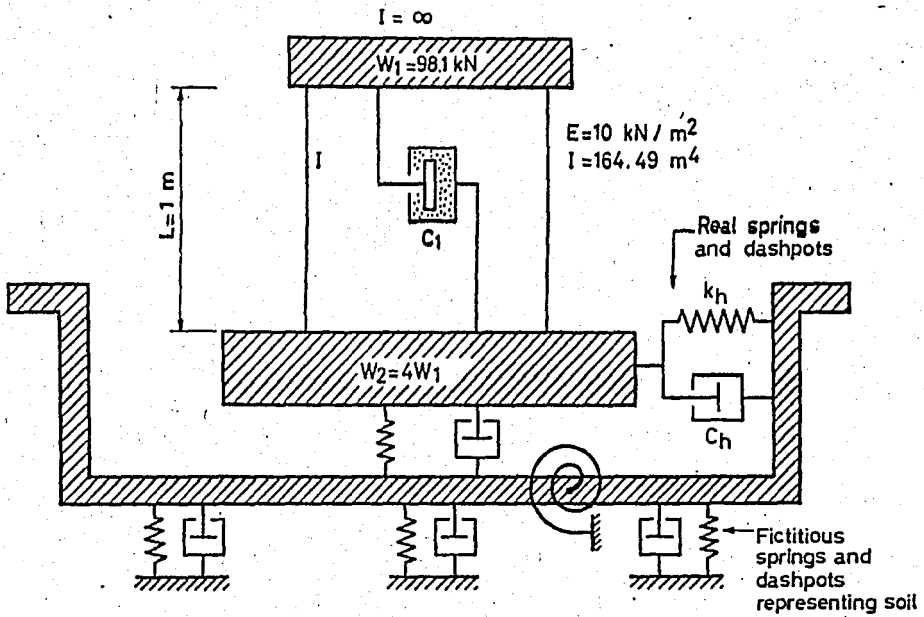 I = ∞
W1 =98.1 kN
E=10 kN/m²
I=164.49 m⁴
L=1 m
I
C1
Real springs
and dashpots
kh
W2=4W1
Ch
Fictitious
springs and
dashpots
representing soil